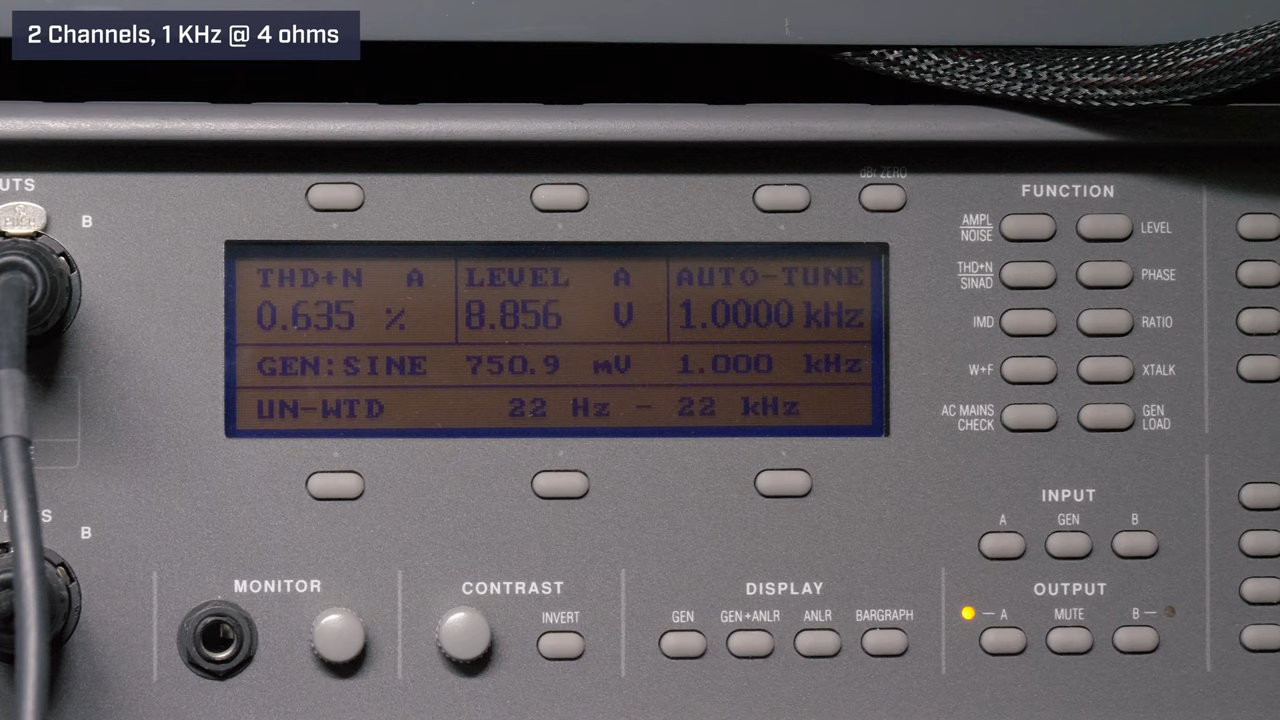 2 Channels, 1 KHz @ 4 ohms
dBr ZERO
UTS
B
FUNCTION
AMPL
NOISE
LEVEL
THD+N
SINAD
PHASE
IMD
RATIO
W+F
XTALK
AC MAINS
CHECK
GEN
LOAD
THD+N A LEVEL A AUTO-TUNE
0.635 % 8.856 V 1.0000 kHz
GEN:SINE 750.9 mV 1.000 kHz
UN-WTD 22 Hz - 22 kHz
INPUT
A GEN B
B
MONITOR
CONTRAST
INVERT
DISPLAY
GEN GEN+ANLR ANLR BARGRAPH
OUTPUT
A MUTE B